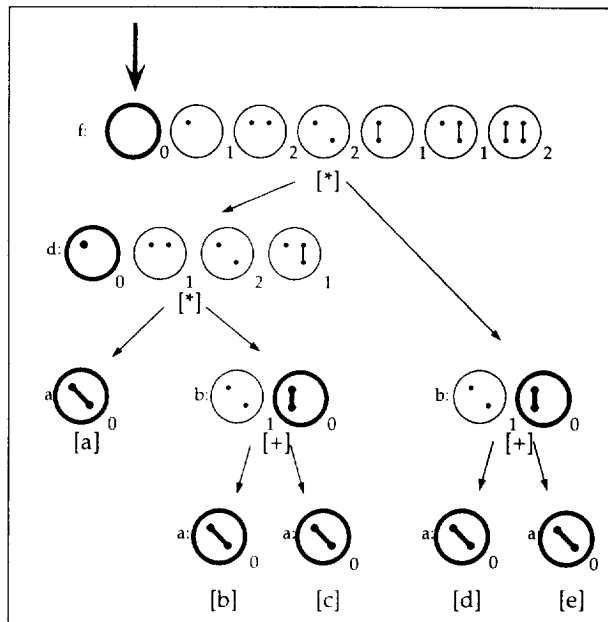 f: 0 1 2 2 1 1 2
[*]
d: 0 1 2 1
[*]
a 0 b: 1 0 b: 1 0
[a] [+] [+]
a: 0 a: 0 a: 0 a 0
[b] [c] [d] [e]